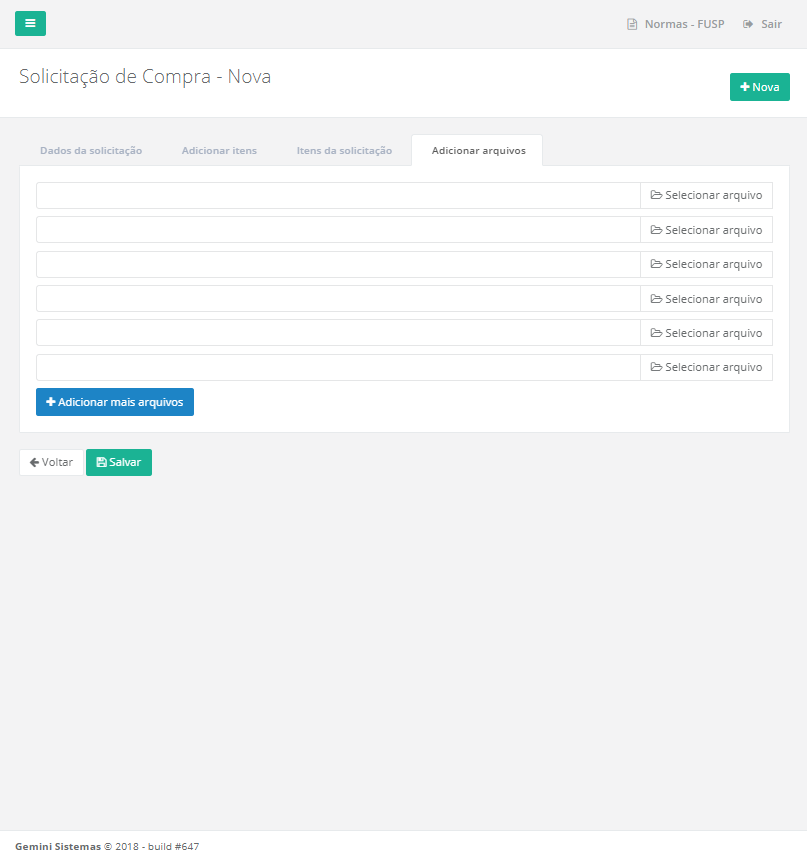 Normas - FUSP Sair
Solicitação de Compra - Nova
Nova
Dados da solicitação Adicionar itens Itens da solicitação Adicionar arquivos
Selecionar arquivo
Selecionar arquivo
Selecionar arquivo
Selecionar arquivo
Selecionar arquivo
Selecionar arquivo
Adicionar mais arquivos
Voltar Salvar
Gemini Sistemas © 2018 - build #647